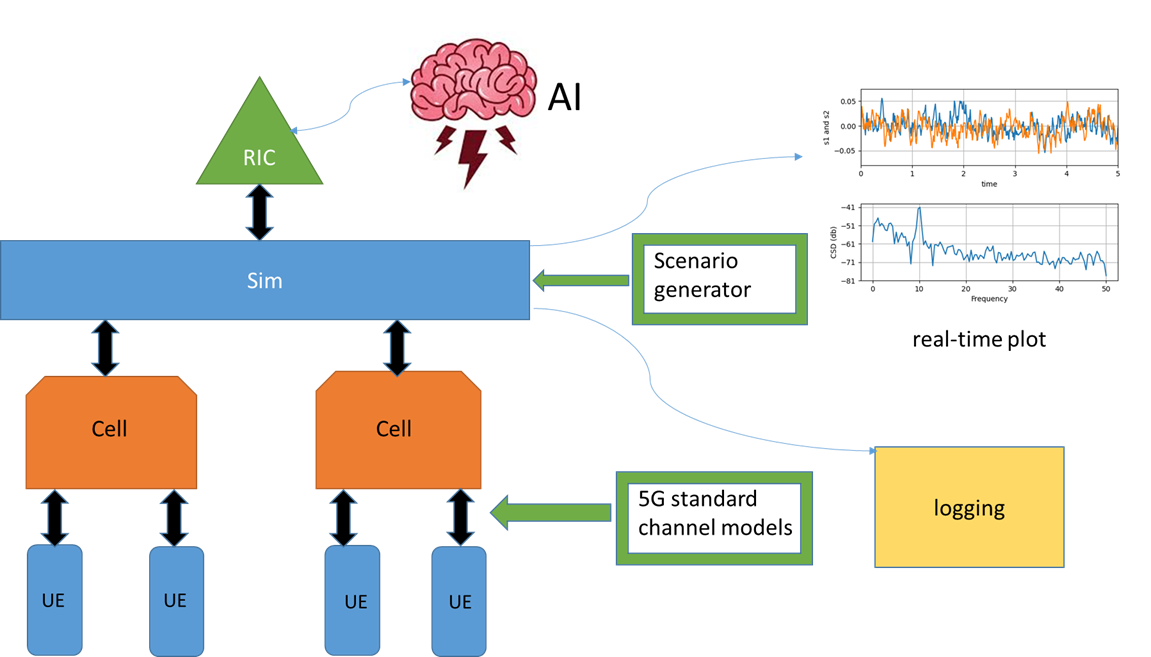 AI
RIC
0.05
0.00
−0.05
s1 and s2
0 1 2 3 4 5
time
Sim
Scenario
generator
−41
−51
−61
−71
−81
CSD (db)
0 10 20 30 40 50
Frequency
real-time plot
Cell
Cell
5G standard
channel models
logging
UE
UE
UE
UE